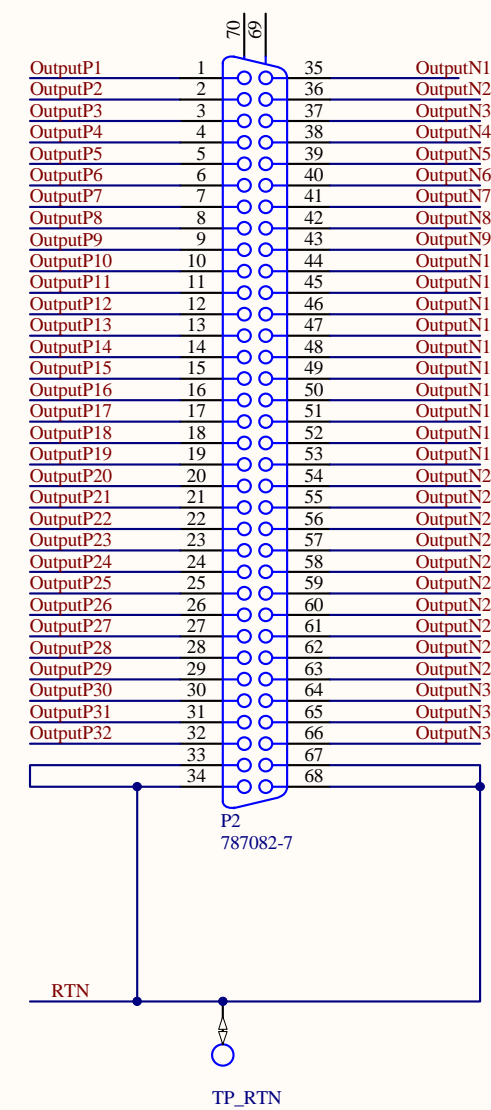 70 69
OutputP1 1 35 OutputN1
OutputP2 2 36 OutputN2
OutputP3 3 37 OutputN3
OutputP4 4 38 OutputN4
OutputP5 5 39 OutputN5
OutputP6 6 40 OutputN6
OutputP7 7 41 OutputN7
OutputP8 8 42 OutputN8
OutputP9 9 43 OutputN9
OutputP10 10 44 OutputN1
OutputP11 11 45 OutputN1
OutputP12 12 46 OutputN1
OutputP13 13 47 OutputN1
OutputP14 14 48 OutputN1
OutputP15 15 49 OutputN1
OutputP16 16 50 OutputN1
OutputP17 17 51 OutputN1
OutputP18 18 52 OutputN1
OutputP19 19 53 OutputN1
OutputP20 20 54 OutputN2
OutputP21 21 55 OutputN2
OutputP22 22 56 OutputN2
OutputP23 23 57 OutputN2
OutputP24 24 58 OutputN2
OutputP25 25 59 OutputN2
OutputP26 26 60 OutputN2
OutputP27 27 61 OutputN2
OutputP28 28 62 OutputN2
OutputP29 29 63 OutputN2
OutputP30 30 64 OutputN3
OutputP31 31 65 OutputN3
OutputP32 32 66 OutputN3
33 67
34 68
P2
787082-7
RTN
TP_RTN